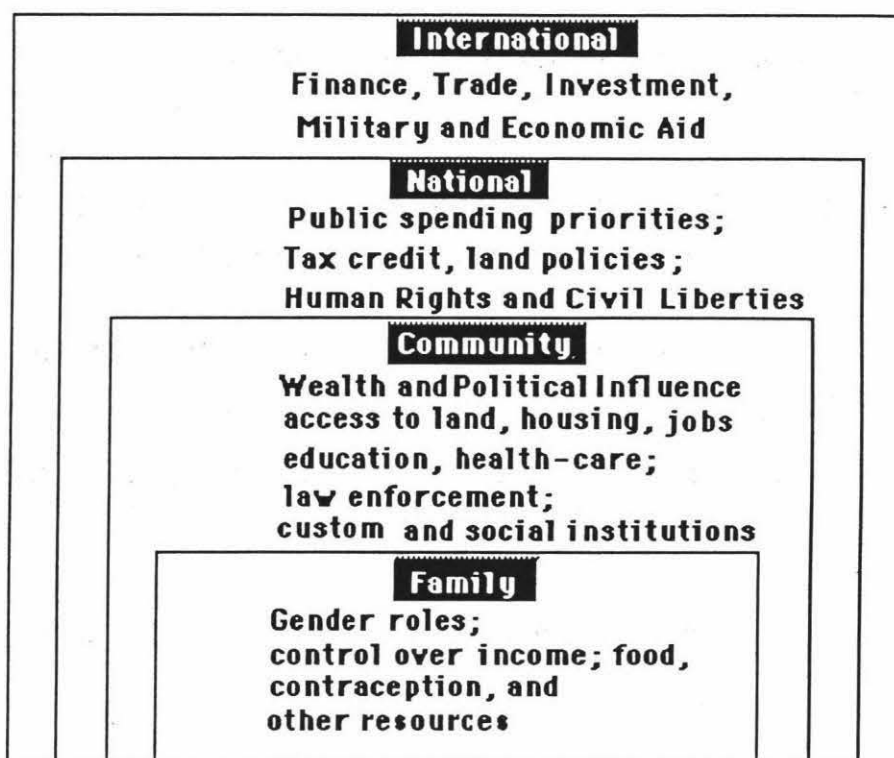 International
Finance, Trade, Investment,
Military and Economic Aid
National
Public spending priorities;
Tax credit, land policies;
Human Rights and Civil Liberties
Community
Wealth and Political Influence
access to land, housing, jobs
education, health-care;
law enforcement;
custom and social institutions
Family
Gender roles;
control over income; food,
contraception, and
other resources